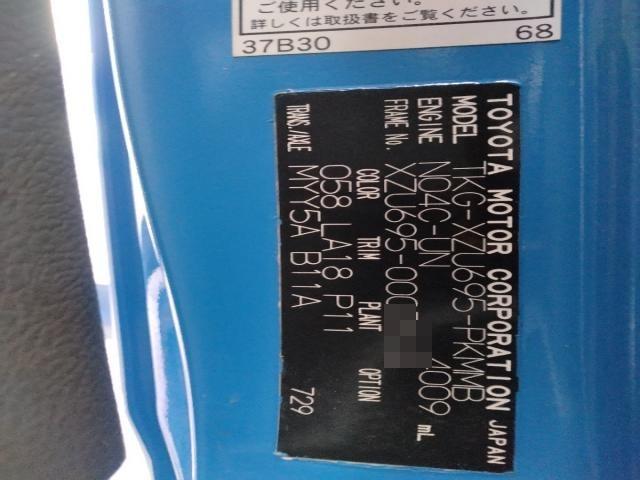 ご使用ください。
詳しくは取扱書をご覧ください。
37B30 68
TOYOTA MOTOR CORPORATION JAPAN
MODEL TKG-XZU695-PKMMB
ENGINE N04C-UN 4009 mL
FRAME No. XZU695-000
COLOR TRIM PLANT OPTION
058 LA18 P11
TRANS./AXLE MYY5A B11A 729